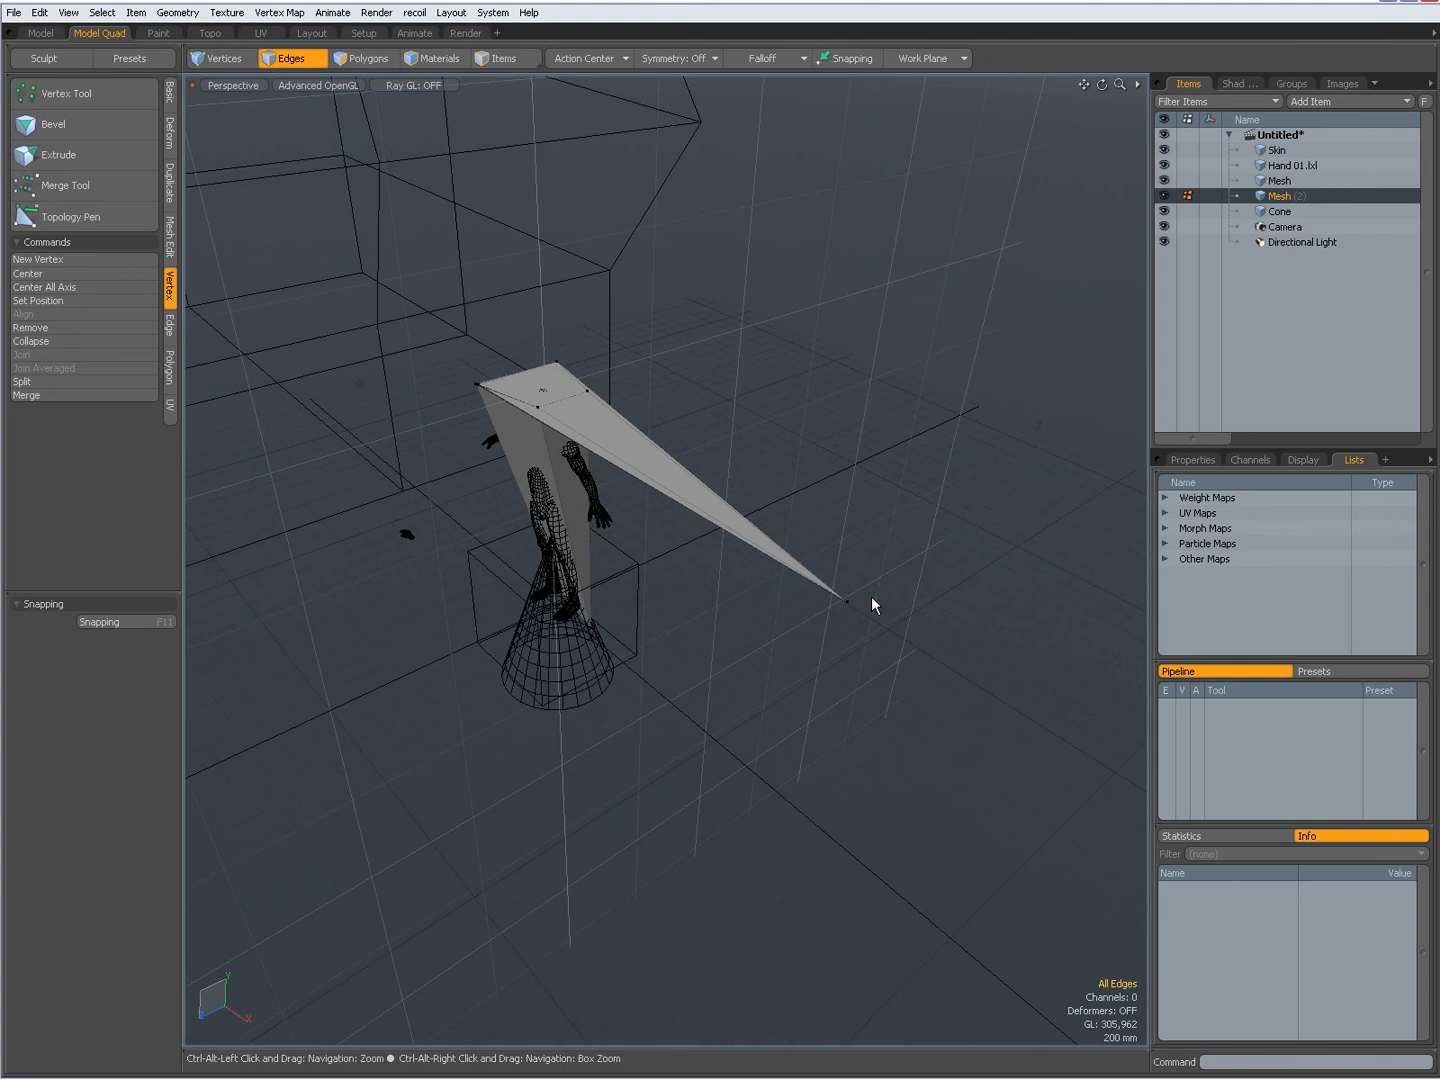 File Edit View Select Item Geometry Texture Vertex Map Animate Render recoil Layout System Help
Model Model Quad Paint Topo UV Layout Setup Animate Render +
Sculpt Presets Vertices Edges Polygons Materials Items Action Center Symmetry: Off Falloff Snapping Work Plane
Perspective Advanced OpenGL Ray GL: OFF
Vertex Tool
Bevel
Extrude
Merge Tool
Topology Pen
Commands
New Vertex
Center
Center All Axis
Set Position
Align
Remove
Collapse
Join
Join Averaged
Split
Merge
Basic
Deform
Duplicate
Mesh Edit
Vertex
Edge
Polygon
UV
Snapping
Snapping F11
Items Shad ... Groups Images
Filter Items Add Item F
Name
Untitled*
Skin
Hand 01.lxl
Mesh
Mesh (2)
Cone
Camera
Directional Light
Properties Channels Display Lists +
Name Type
Weight Maps
UV Maps
Morph Maps
Particle Maps
Other Maps
Pipeline Presets
E V A Tool Preset
Statistics Info
Filter (none)
Name Value
All Edges
Channels: 0
Deformers: OFF
GL: 305,962
200 mm
Y
X
Ctrl-Alt-Left Click and Drag: Navigation: Zoom ● Ctrl-Alt-Right Click and Drag: Navigation: Box Zoom
Command